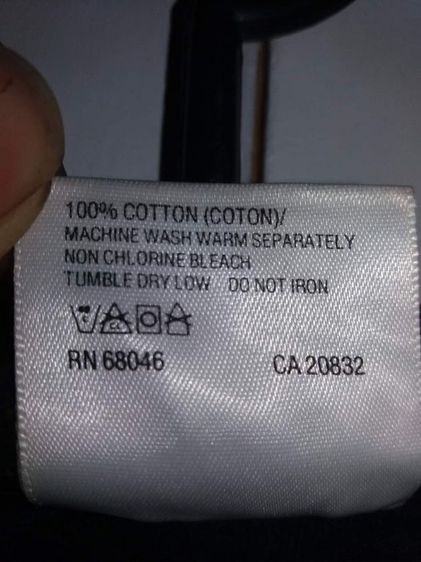 100% COTTON (COTON)/
MACHINE WASH WARM SEPARATELY
NON CHLORINE BLEACH
TUMBLE DRY LOW DO NOT IRON
CL
RN 68046 CA 20832